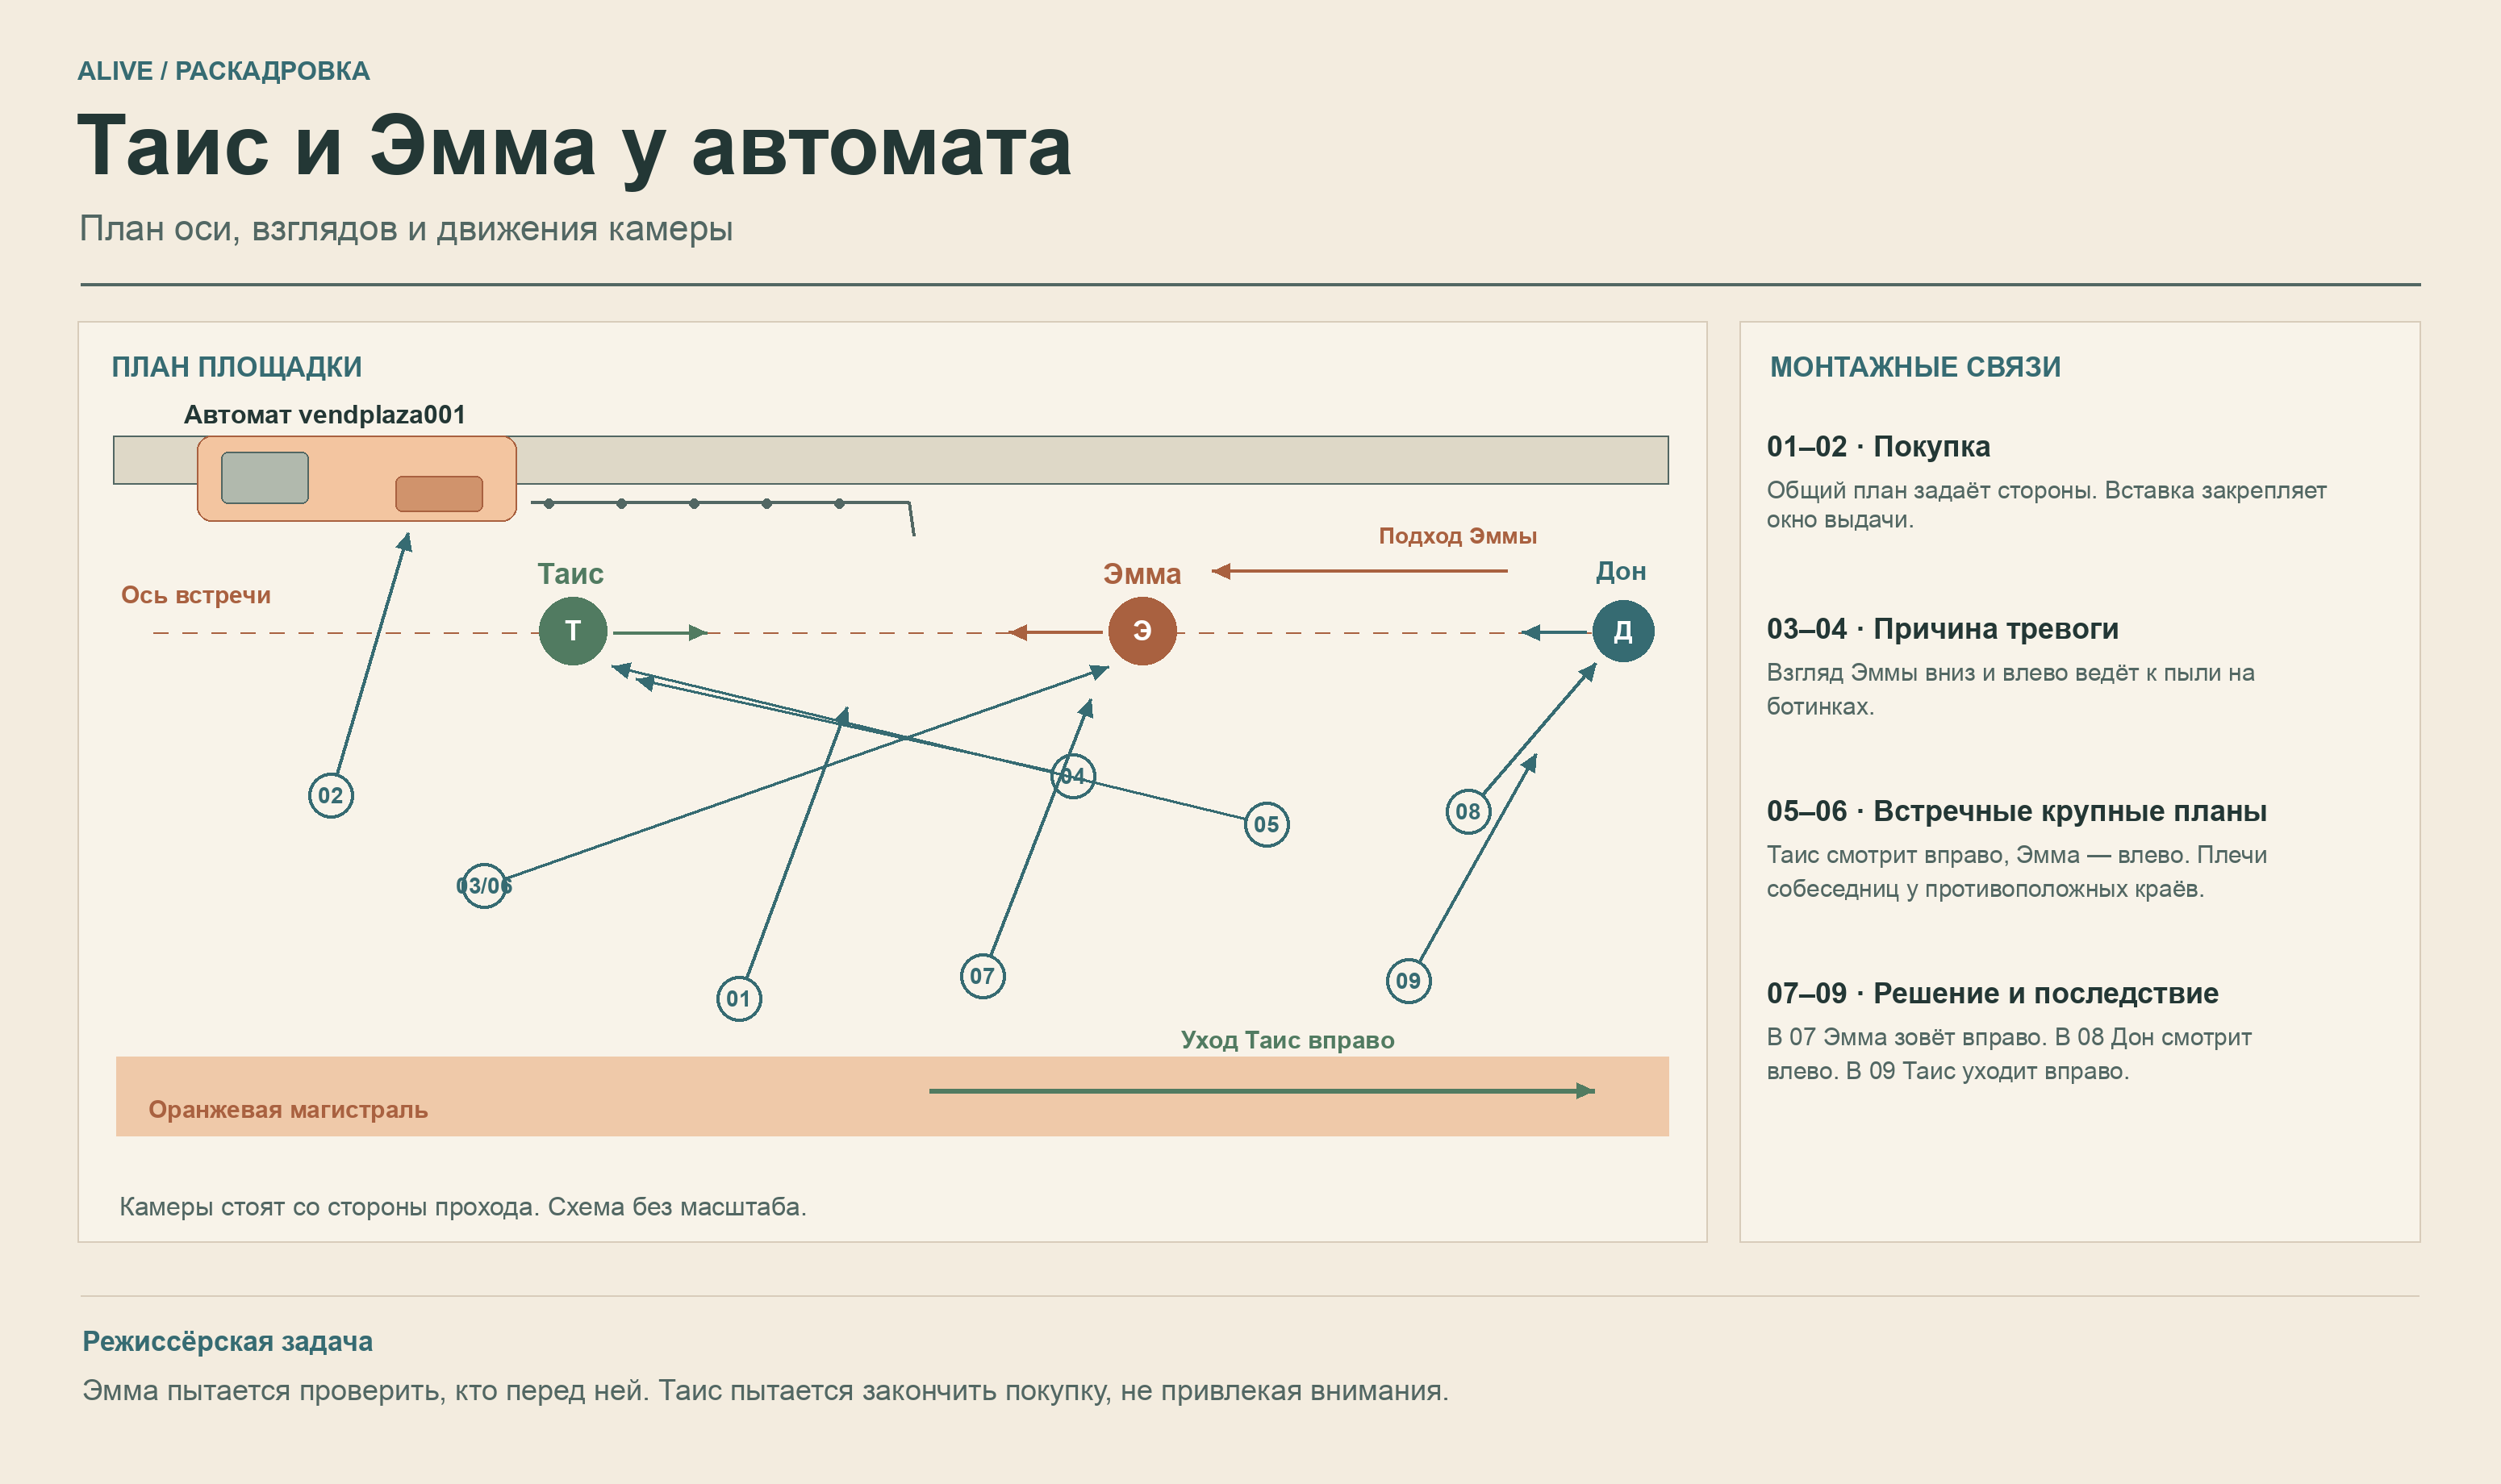 ALIVE / РАСКАДРОВКА
Таис и Эмма у автомата
План оси, взглядов и движения камеры
ПЛАН ПЛОЩАДКИ
Автомат vendplaza001
Подход Эммы
Таис
Эмма
Дон
Ось встречи
Т
Э
Д
02
04
05
08
03/06
07
09
01
Уход Таис вправо
Оранжевая магистраль
Камеры стоят со стороны прохода. Схема без масштаба.
МОНТАЖНЫЕ СВЯЗИ
01–02 · Покупка
Общий план задаёт стороны. Вставка закрепляет
окно выдачи.
03–04 · Причина тревоги
Взгляд Эммы вниз и влево ведёт к пыли на
ботинках.
05–06 · Встречные крупные планы
Таис смотрит вправо, Эмма — влево. Плечи
собеседниц у противоположных краёв.
07–09 · Решение и последствие
В 07 Эмма зовёт вправо. В 08 Дон смотрит
влево. В 09 Таис уходит вправо.
Режиссёрская задача
Эмма пытается проверить, кто перед ней. Таис пытается закончить покупку, не привлекая внимания.